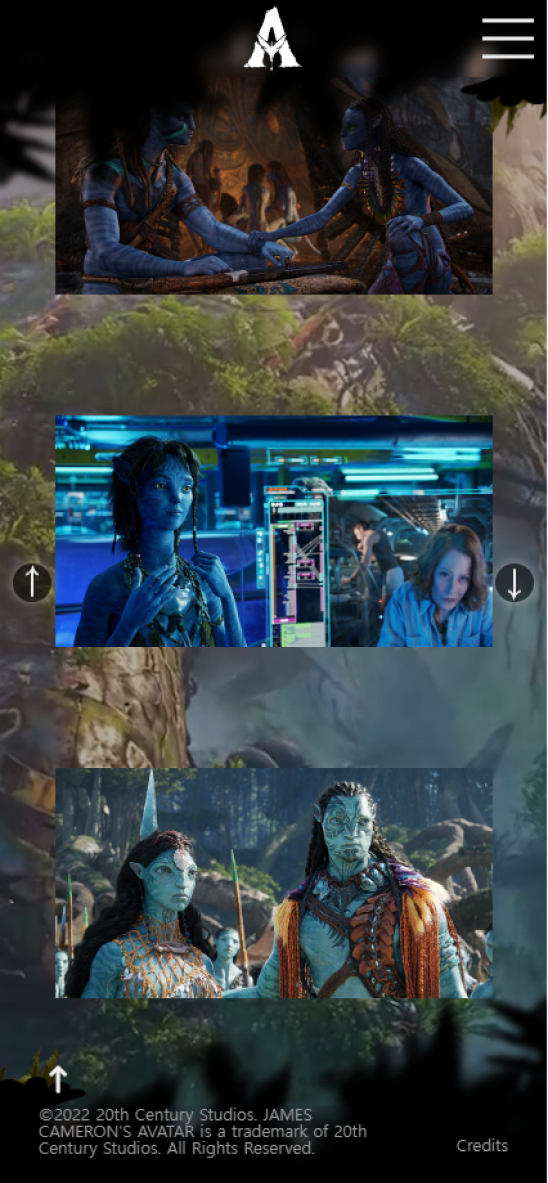 ©2022 20th Century Studios. JAMES
CAMERON'S AVATAR is a trademark of 20th
Century Studios. All Rights Reserved.
Credits